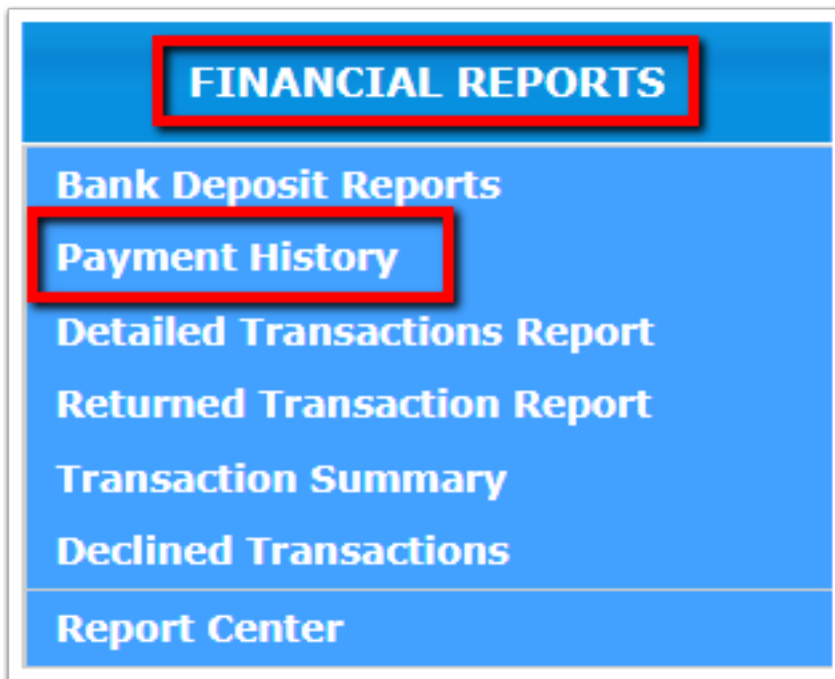 FINANCIAL REPORTS
Bank Deposit Reports
Payment History
Detailed Transactions Report
Returned Transaction Report
Transaction Summary
Declined Transactions
Report Center